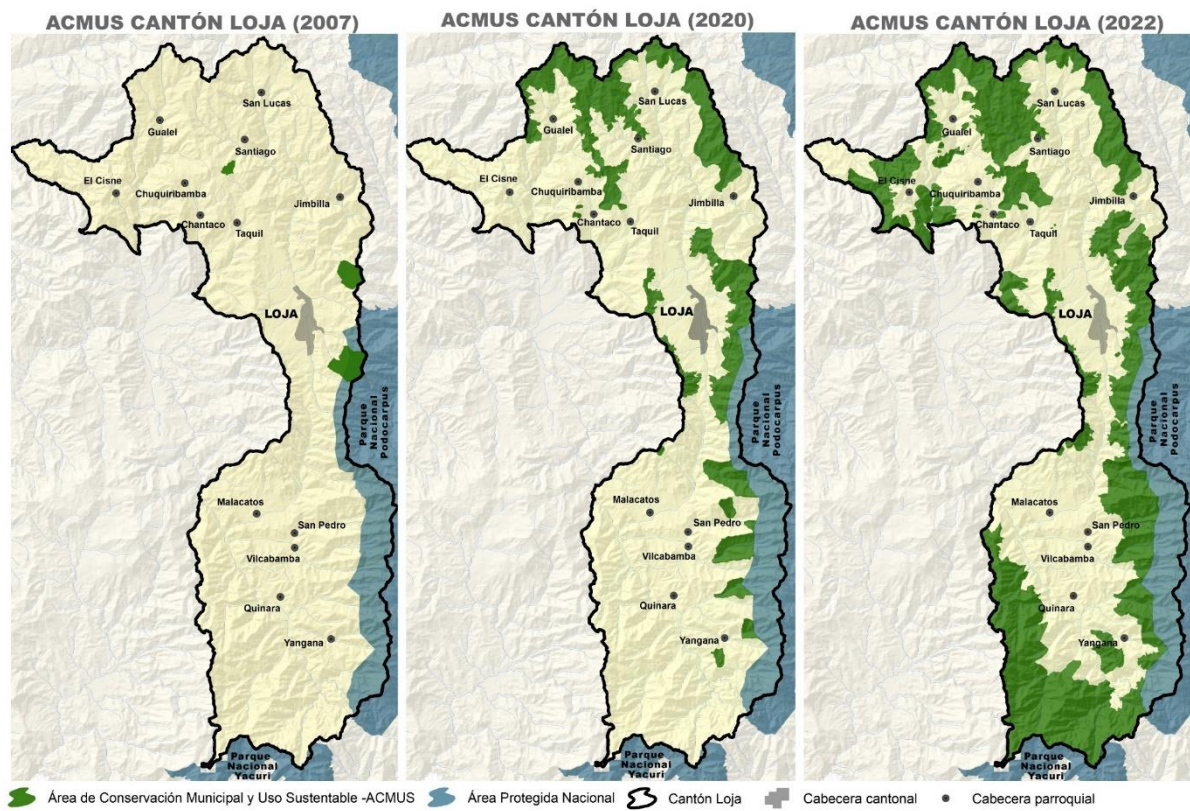 ACMUS CANTÓN LOJA (2007)
San Lucas
Gualel
Santiago
El Cisne
Chuquiribamba
Jimbilla
Chantaco
Taquil
LOJA
Parque
Nacional
Podocarpus
Malacatos
San Pedro
Vilcabamba
Quinara
Yangana
Parque
Nacional
Yacuri
ACMUS CANTÓN LOJA (2020)
San Lucas
Gualel
Santiago
El Cisne
Chuquiribamba
Jimbilla
Chantaco
Taquil
LOJA
Parque
Nacional
Podocarpus
Malacatos
San Pedro
Vilcabamba
Quinara
Yangana
Parque
Nacional
Yacuri
ACMUS CANTÓN LOJA (2022)
San Lucas
Gualel
Santiago
El Cisne
Chuquiribamba
Jimbilla
Chantaco
Taquil
LOJA
Parque
Nacional
Podocarpus
Malacatos
San Pedro
Vilcabamba
Quinara
Yangana
Parque
Nacional
Yacuri
Área de Conservación Municipal y Uso Sustentable -ACMUS
Área Protegida Nacional
Cantón Loja
Cabecera cantonal
Cabecera parroquial